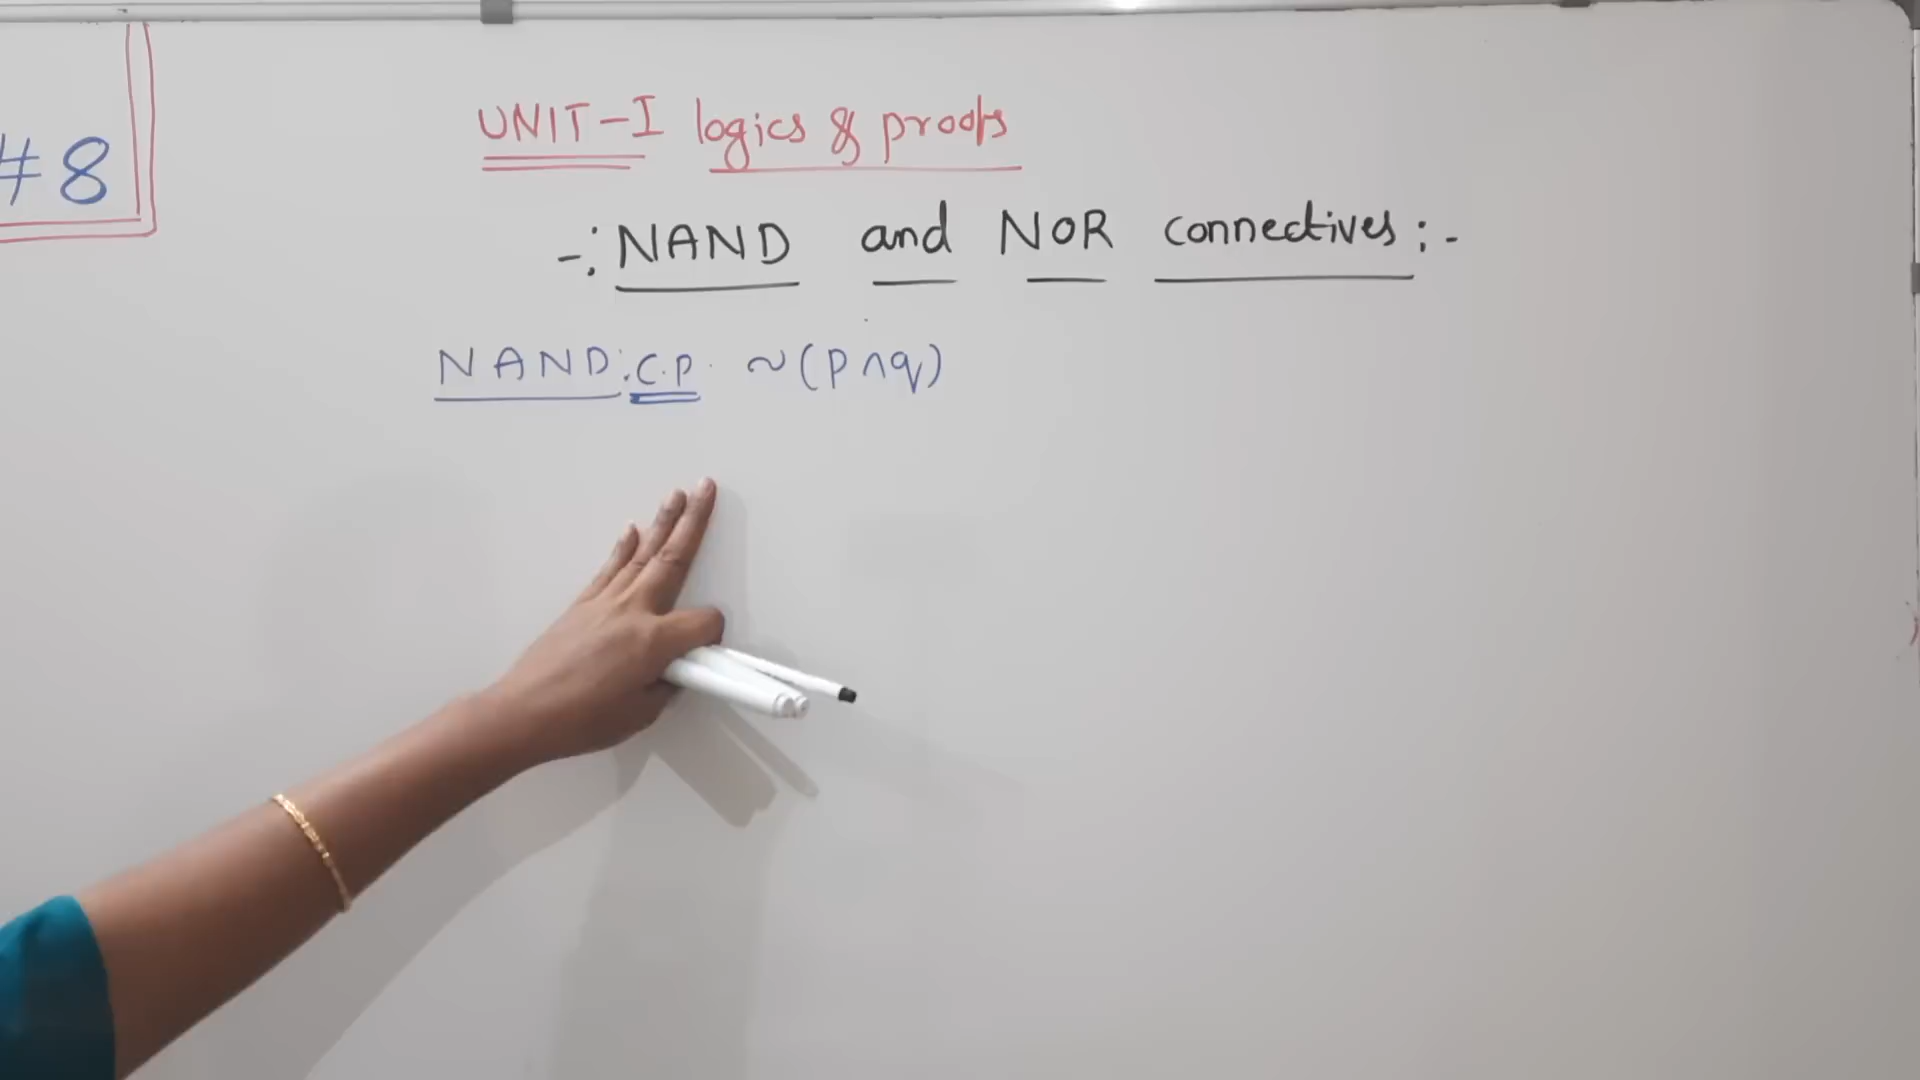 #8
UNIT-I logics & proofs
-: NAND and NOR connectives :-
NAND: C.P. ~(p∧q)